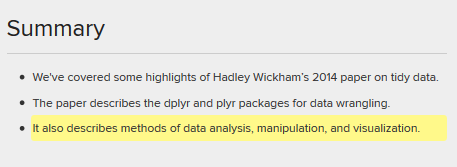 Summary
We've covered some highlights of Hadley Wickham’s 2014 paper on tidy data.
The paper describes the dplyr and plyr packages for data wrangling.
It also describes methods of data analysis, manipulation, and visualization.